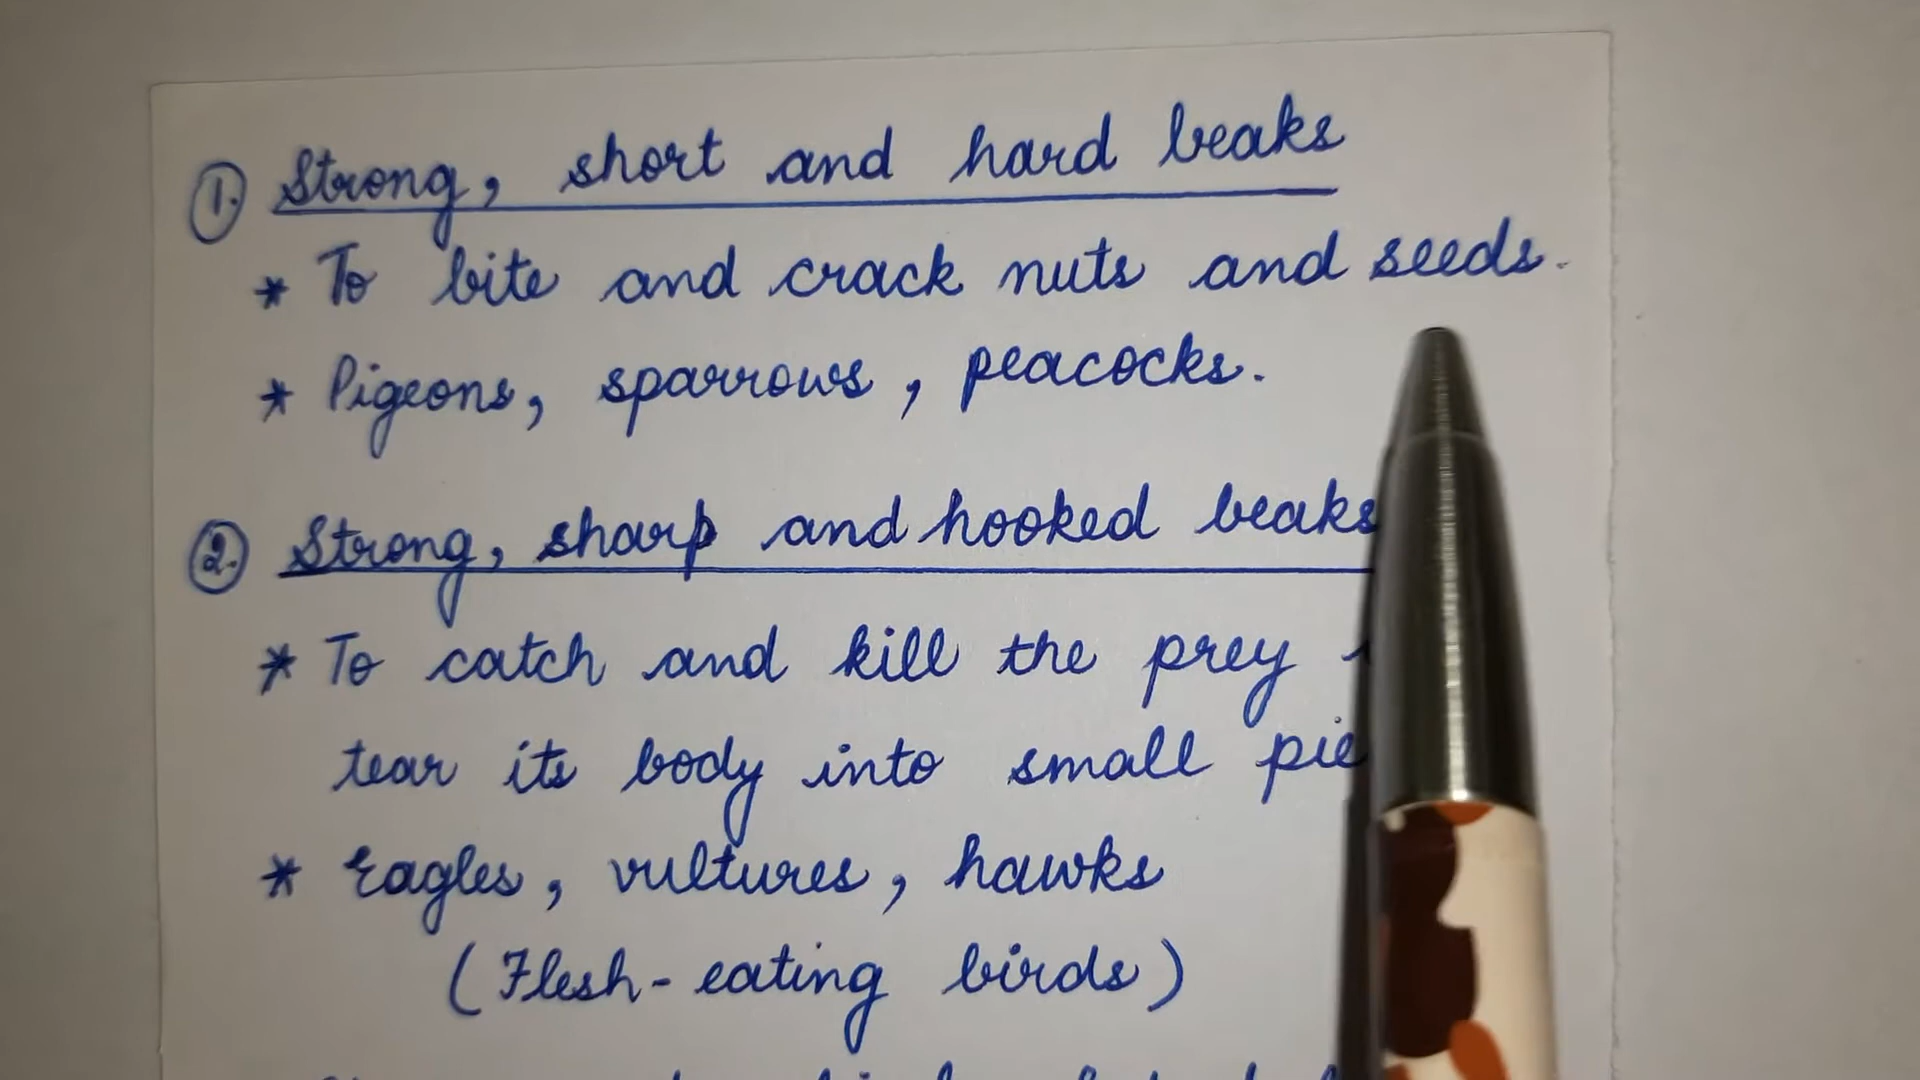 1. Strong, short and hard beaks
* To bite and crack nuts and seeds.
* Pigeons, sparrows, peacocks.
2. Strong, sharp and hooked beaks
* To catch and kill the prey
tear its body into small pie
* Eagles, vultures, hawks
(Flesh-eating birds)